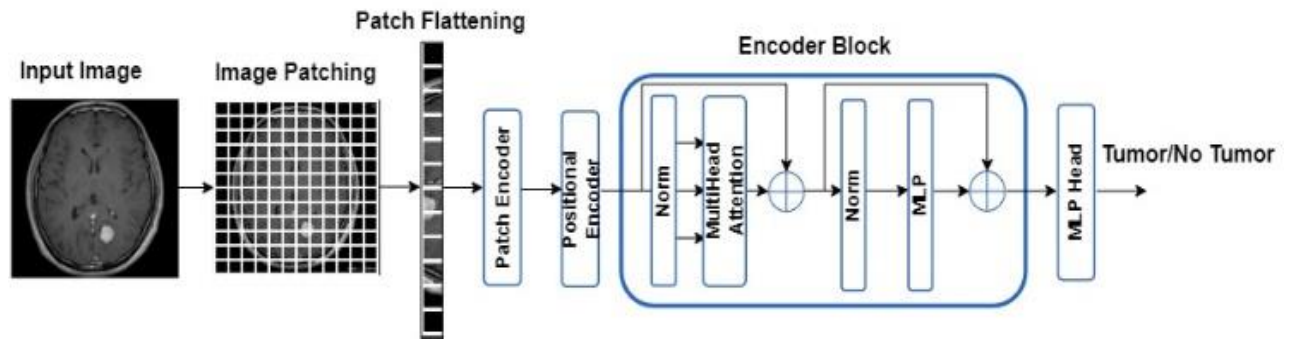 Patch Flattening
Input Image
Image Patching
Encoder Block
Patch Encoder
Positional
Encoder
Norm
MultiHead
Attention
Norm
MLP
MLP Head
Tumor/No Tumor